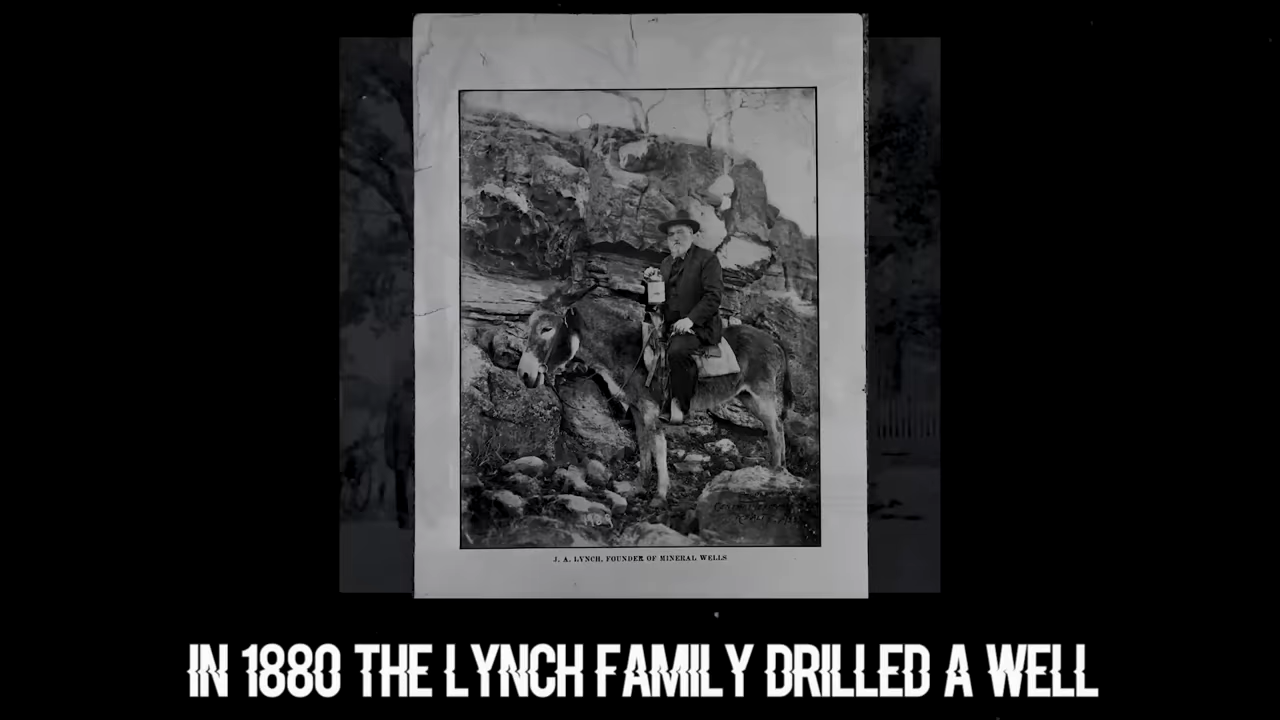 J. A. LYNCH, FOUNDER OF MINERAL WELLS
IN 1880 THE LYNCH FAMILY DRILLED A WELL